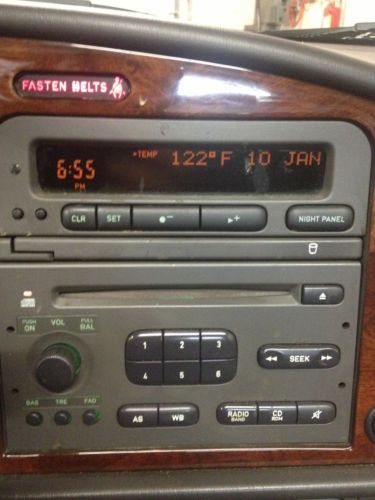 FASTEN BELTS
▸TEMP 122°F 10 JAN
6:55
PM
CLR SET ●− ▸+ NIGHT PANEL
PUSH ON VOL PULL BAL
1 2 3
◂◂ SEEK ▸▸
4 5 6
BAS TRE FAD
AS WB RADIO BAND CD RDM